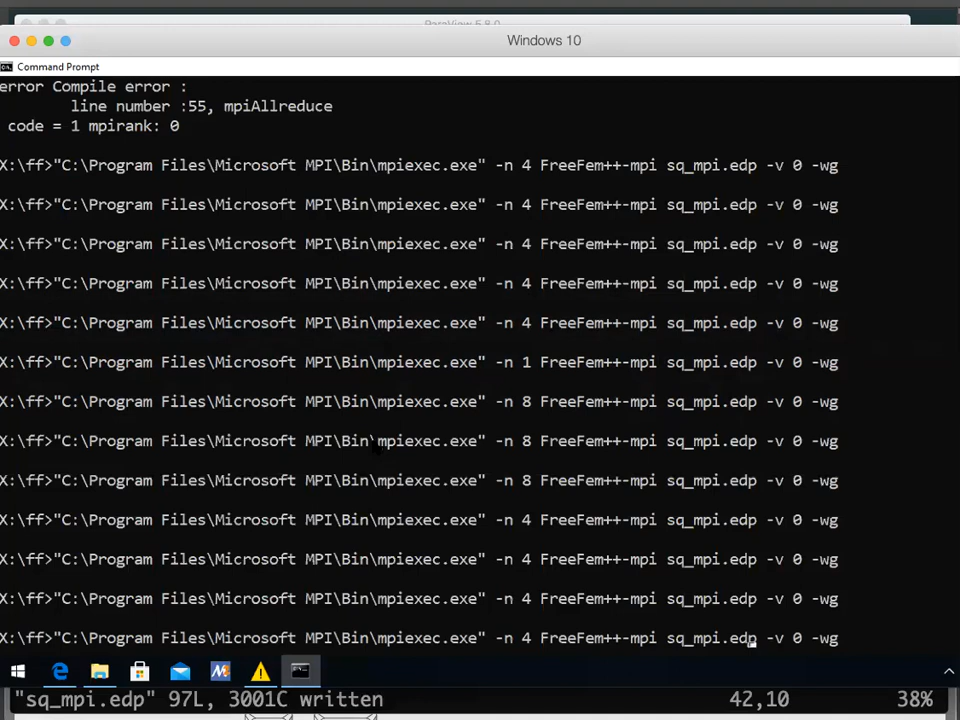 ParaView 5.8.0
Windows 10
Command Prompt
error Compile error :
line number :55, mpiAllreduce
code = 1 mpirank: 0
X:\ff>"C:\Program Files\Microsoft MPI\Bin\mpiexec.exe" -n 4 FreeFem++-mpi sq_mpi.edp -v 0 -wg
X:\ff>"C:\Program Files\Microsoft MPI\Bin\mpiexec.exe" -n 4 FreeFem++-mpi sq_mpi.edp -v 0 -wg
X:\ff>"C:\Program Files\Microsoft MPI\Bin\mpiexec.exe" -n 4 FreeFem++-mpi sq_mpi.edp -v 0 -wg
X:\ff>"C:\Program Files\Microsoft MPI\Bin\mpiexec.exe" -n 4 FreeFem++-mpi sq_mpi.edp -v 0 -wg
X:\ff>"C:\Program Files\Microsoft MPI\Bin\mpiexec.exe" -n 4 FreeFem++-mpi sq_mpi.edp -v 0 -wg
X:\ff>"C:\Program Files\Microsoft MPI\Bin\mpiexec.exe" -n 1 FreeFem++-mpi sq_mpi.edp -v 0 -wg
X:\ff>"C:\Program Files\Microsoft MPI\Bin\mpiexec.exe" -n 8 FreeFem++-mpi sq_mpi.edp -v 0 -wg
X:\ff>"C:\Program Files\Microsoft MPI\Bin\mpiexec.exe" -n 8 FreeFem++-mpi sq_mpi.edp -v 0 -wg
X:\ff>"C:\Program Files\Microsoft MPI\Bin\mpiexec.exe" -n 8 FreeFem++-mpi sq_mpi.edp -v 0 -wg
X:\ff>"C:\Program Files\Microsoft MPI\Bin\mpiexec.exe" -n 4 FreeFem++-mpi sq_mpi.edp -v 0 -wg
X:\ff>"C:\Program Files\Microsoft MPI\Bin\mpiexec.exe" -n 4 FreeFem++-mpi sq_mpi.edp -v 0 -wg
X:\ff>"C:\Program Files\Microsoft MPI\Bin\mpiexec.exe" -n 4 FreeFem++-mpi sq_mpi.edp -v 0 -wg
X:\ff>"C:\Program Files\Microsoft MPI\Bin\mpiexec.exe" -n 4 FreeFem++-mpi sq_mpi.edp -v 0 -wg
"sq_mpi.edp" 97L, 3001C written 42,10 38%